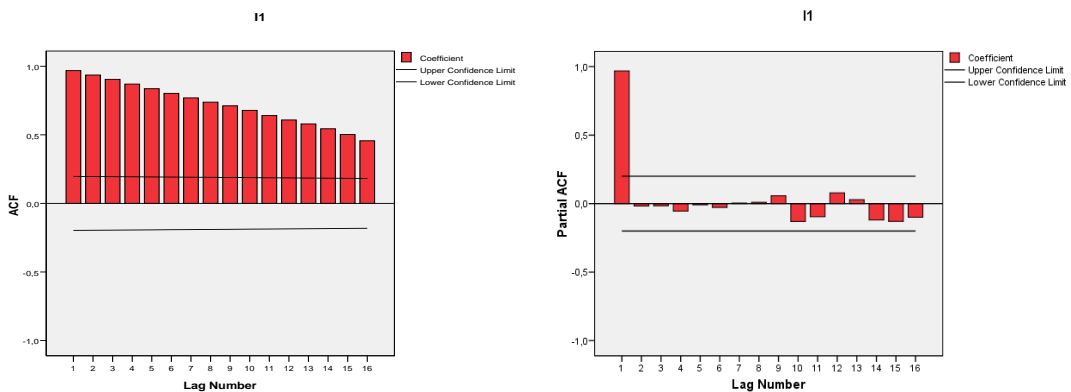 I1
Coefficient
Upper Confidence Limit
Lower Confidence Limit
1,0
0,5
0,0
-0,5
-1,0
ACF
1 2 3 4 5 6 7 8 9 10 11 12 13 14 15 16
Lag Number
I1
Coefficient
Upper Confidence Limit
Lower Confidence Limit
1,0
0,5
0,0
-0,5
-1,0
Partial ACF
1 2 3 4 5 6 7 8 9 10 11 12 13 14 15 16
Lag Number